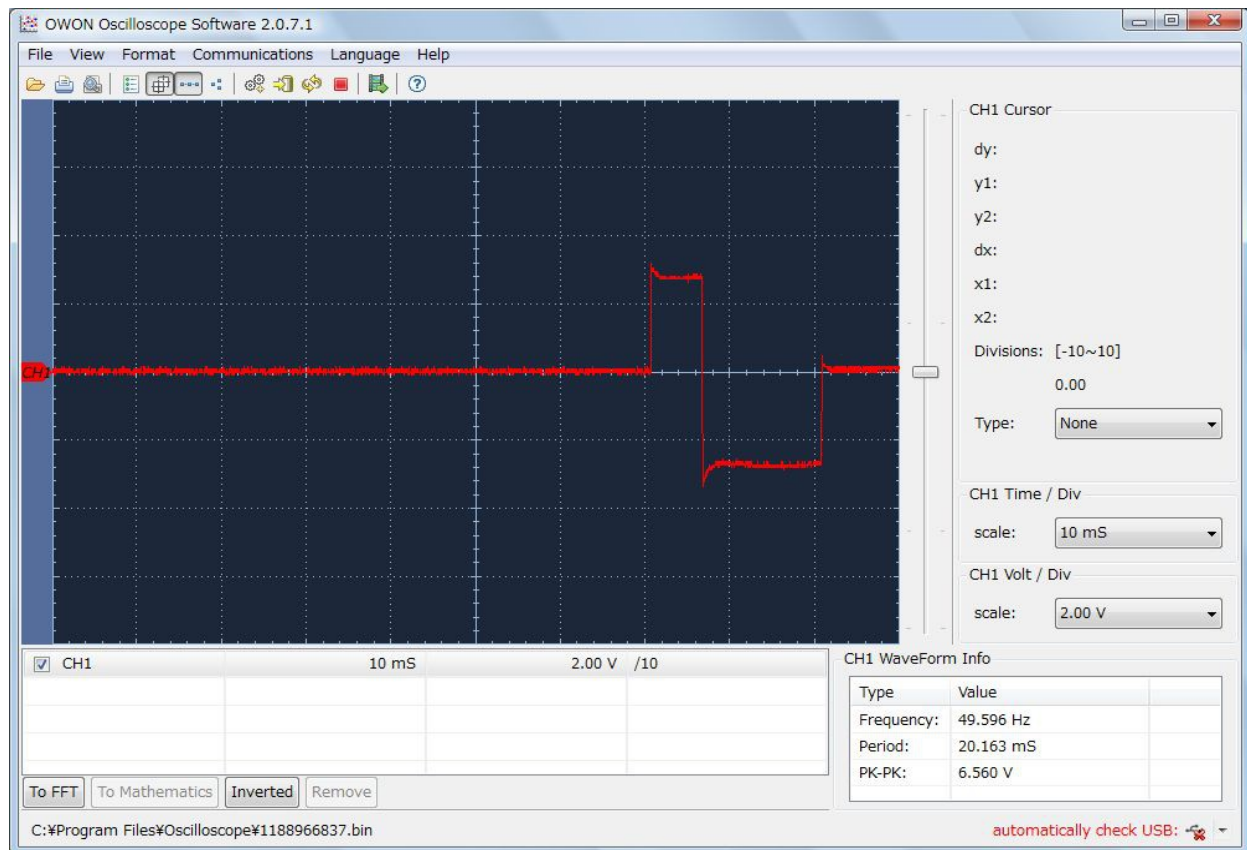 OWON Oscilloscope Software 2.0.7.1
File View Format Communications Language Help
CH1
CH1 Cursor
dy:
y1:
y2:
dx:
x1:
x2:
Divisions: [-10~10]
0.00
Type: None
CH1 Time / Div
scale: 10 mS
CH1 Volt / Div
scale: 2.00 V
CH1 10 mS 2.00 V /10
CH1 WaveForm Info
Type Value
Frequency: 49.596 Hz
Period: 20.163 mS
PK-PK: 6.560 V
To FFT To Mathematics Inverted Remove
C:¥Program Files¥Oscilloscope¥1188966837.bin
automatically check USB: